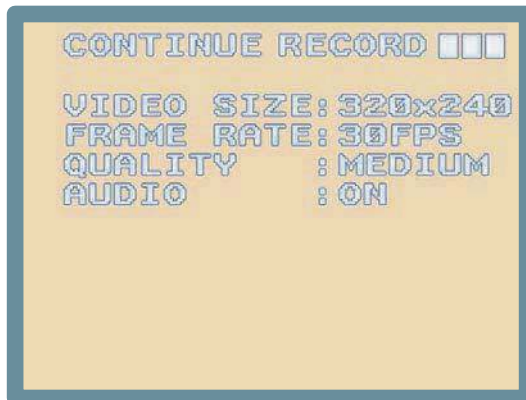 CONTINUE RECORD
VIDEO SIZE:320x240
FRAME RATE:30FPS
QUALITY :MEDIUM
AUDIO :ON